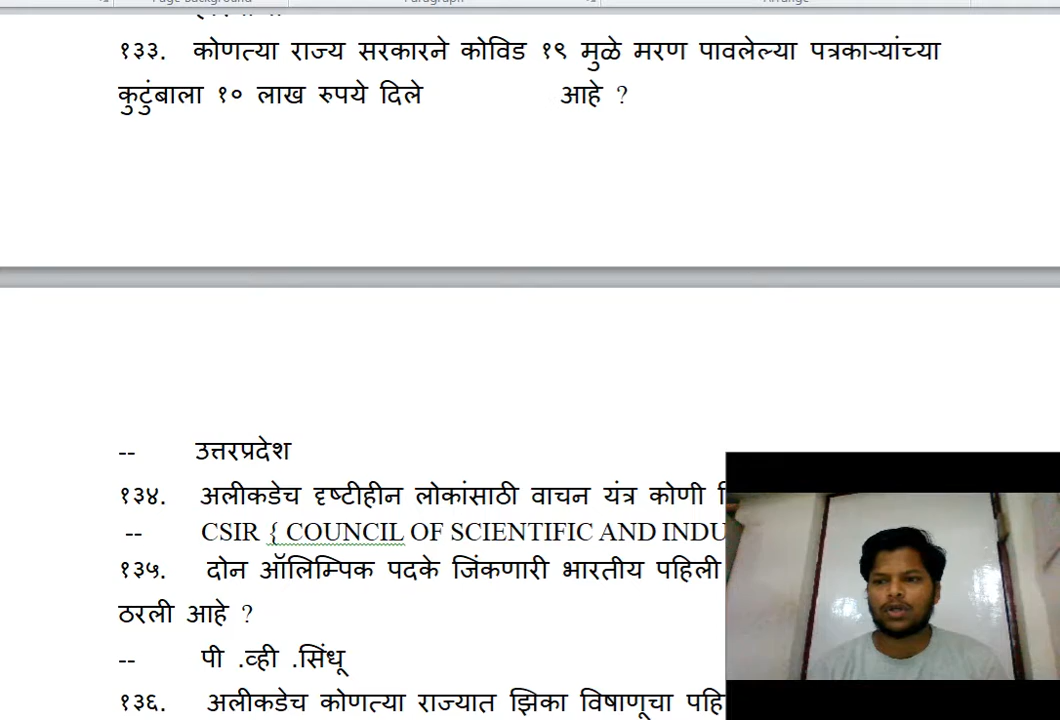 १३३. कोणत्या राज्य सरकारने कोविड १९ मुळे मरण पावलेल्या पत्रकाऱ्यांच्या
कुटुंबाला १० लाख रुपये दिले आहे ?
-- उत्तरप्रदेश
१३४. अलीकडेच दृष्टीहीन लोकांसाठी वाचन यंत्र कोणी
-- CSIR { COUNCIL OF SCIENTIFIC AND INDU
१३५. दोन ऑलिम्पिक पदके जिंकणारी भारतीय पहिली
ठरली आहे ?
-- पी .व्ही .सिंधू
१३६. अलीकडेच कोणत्या राज्यात झिका विषाणूचा पहि